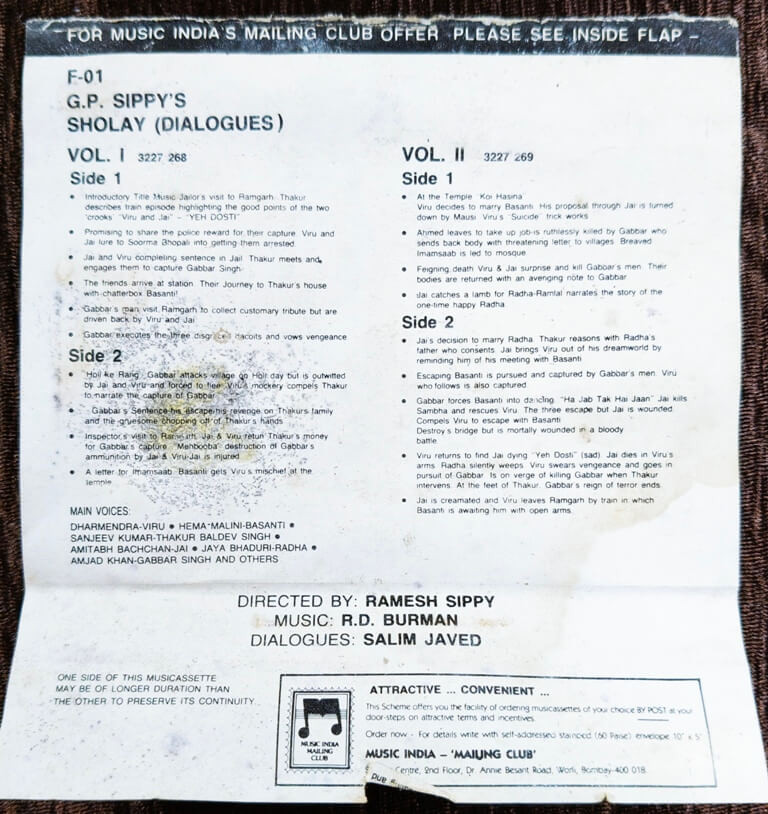 FOR MUSIC INDIA'S MAILING CLUB OFFER PLEASE SEE INSIDE FLAP –
F-01
G.P. SIPPY'S
SHOLAY (DIALOGUES)
VOL. I 3227 268
Side 1
• Introductory Title Music Jailor's visit to Ramgarh. Thakur
describes train episode highlighting the good points of the two
'crooks' "Viru and Jai" – "YEH DOSTI"
• Promising to share the police reward for their capture Viru and
Jai lure to Soorma Bhopali into getting them arrested
• Jai and Viru completing sentence in Jail Thakur meets and
engages them to capture Gabbar Singh
• The friends arrive at station. Their Journey to Thakur's house
with chatterbox Basanti!
• Gabbar's man visit Ramgarh to collect customary tribute but are
driven back by Viru and Jai
• Gabbar executes the three disgraced dacoits and vows vengeance
Side 2
• "Holi ke Rang" Gabbar attacks village on Holi day but is outwitted
by Jai and Viru and forced to flee Viru's mockery compels Thakur
to narrate the capture of Gabbar
• Gabbar's Sentence his escape his revenge on Thakur's family
and the gruesome chopping off of Thakur's hands
• Inspector's visit to Jai & Viru retun Thakur's money
for Gabbar's capture "Mehbooba" destruction of Gabbar's
ammunition by Jai & Viru-Jai is injured
• A letter for Imamsaab Basanti gets Viru's mischief at the
temple
MAIN VOICES:
DHARMENDRA-VIRU • HEMA-MALINI-BASANTI •
SANJEEV KUMAR-THAKUR BALDEV SINGH •
AMITABH BACHCHAN-JAI • JAYA BHADURI-RADHA •
AMJAD KHAN-GABBAR SINGH AND OTHERS
VOL. II 3227 269
Side 1
• At the Temple 'Koi Hasina'
Viru decides to marry Basanti. His proposal through Jai is turned
down by Mausi Viru's "Suicide" trick works
• Ahmed leaves to take up job-is ruthlessly killed by Gabbar who
sends back body with threatening letter to villages Breaved
Imamsaab is led to mosque
• Feigning death Viru & Jai surprise and kill Gabbar's men. Their
bodies are returned with an avenging note to Gabbar
• Jai catches a lamb for Radha-Ramlal narrates the story of the
one-time happy Radha
Side 2
• Jai's decision to marry Radha. Thakur reasons with Radha's
father who consents Jai brings Viru out of his dreamworld by
reminding him of his meeting with Basanti
• Escaping Basanti is pursued and captured by Gabbar's men. Viru
who follows is also captured
• Gabbar forces Basanti into dancing "Ha Jab Tak Hai Jaan" Jai kills
Sambha and rescues Viru The three escape but Jai is wounded.
Compels Viru to escape with Basanti
Destroy's bridge but is mortally wounded in a bloody
battle
• Viru returns to find Jai dying "Yeh Dosti" (sad) Jai dies in Viru's
arms Radha silently weeps. Viru swears vengeance and goes in
pursuit of Gabbar. Is on verge of killing Gabbar when Thakur
intervens. At the feet of Thakur. Gabbar's reign of terror ends.
• Jai is creamated and Viru leaves Ramgarh by train in which
Basanti is awaiting him with open arms
DIRECTED BY: RAMESH SIPPY
MUSIC: R.D. BURMAN
DIALOGUES: SALIM JAVED
ONE SIDE OF THIS MUSICASSETTE
MAY BE OF LONGER DURATION THAN
THE OTHER TO PRESERVE ITS CONTINUITY
MUSIC INDIA
MAILING
CLUB
ATTRACTIVE ... CONVENIENT ...
This Scheme offers you the facility of ordering musicassettes of your choice BY POST at your
door-steps on attractive terms and incentives.
Order now - For details write with self-addressed stamped (60 Paise) envelope 10" x 5"
MUSIC INDIA – 'MAILING CLUB'
Centre, 2nd Floor, Dr. Annie Besant Road, Worli, Bombay-400 018